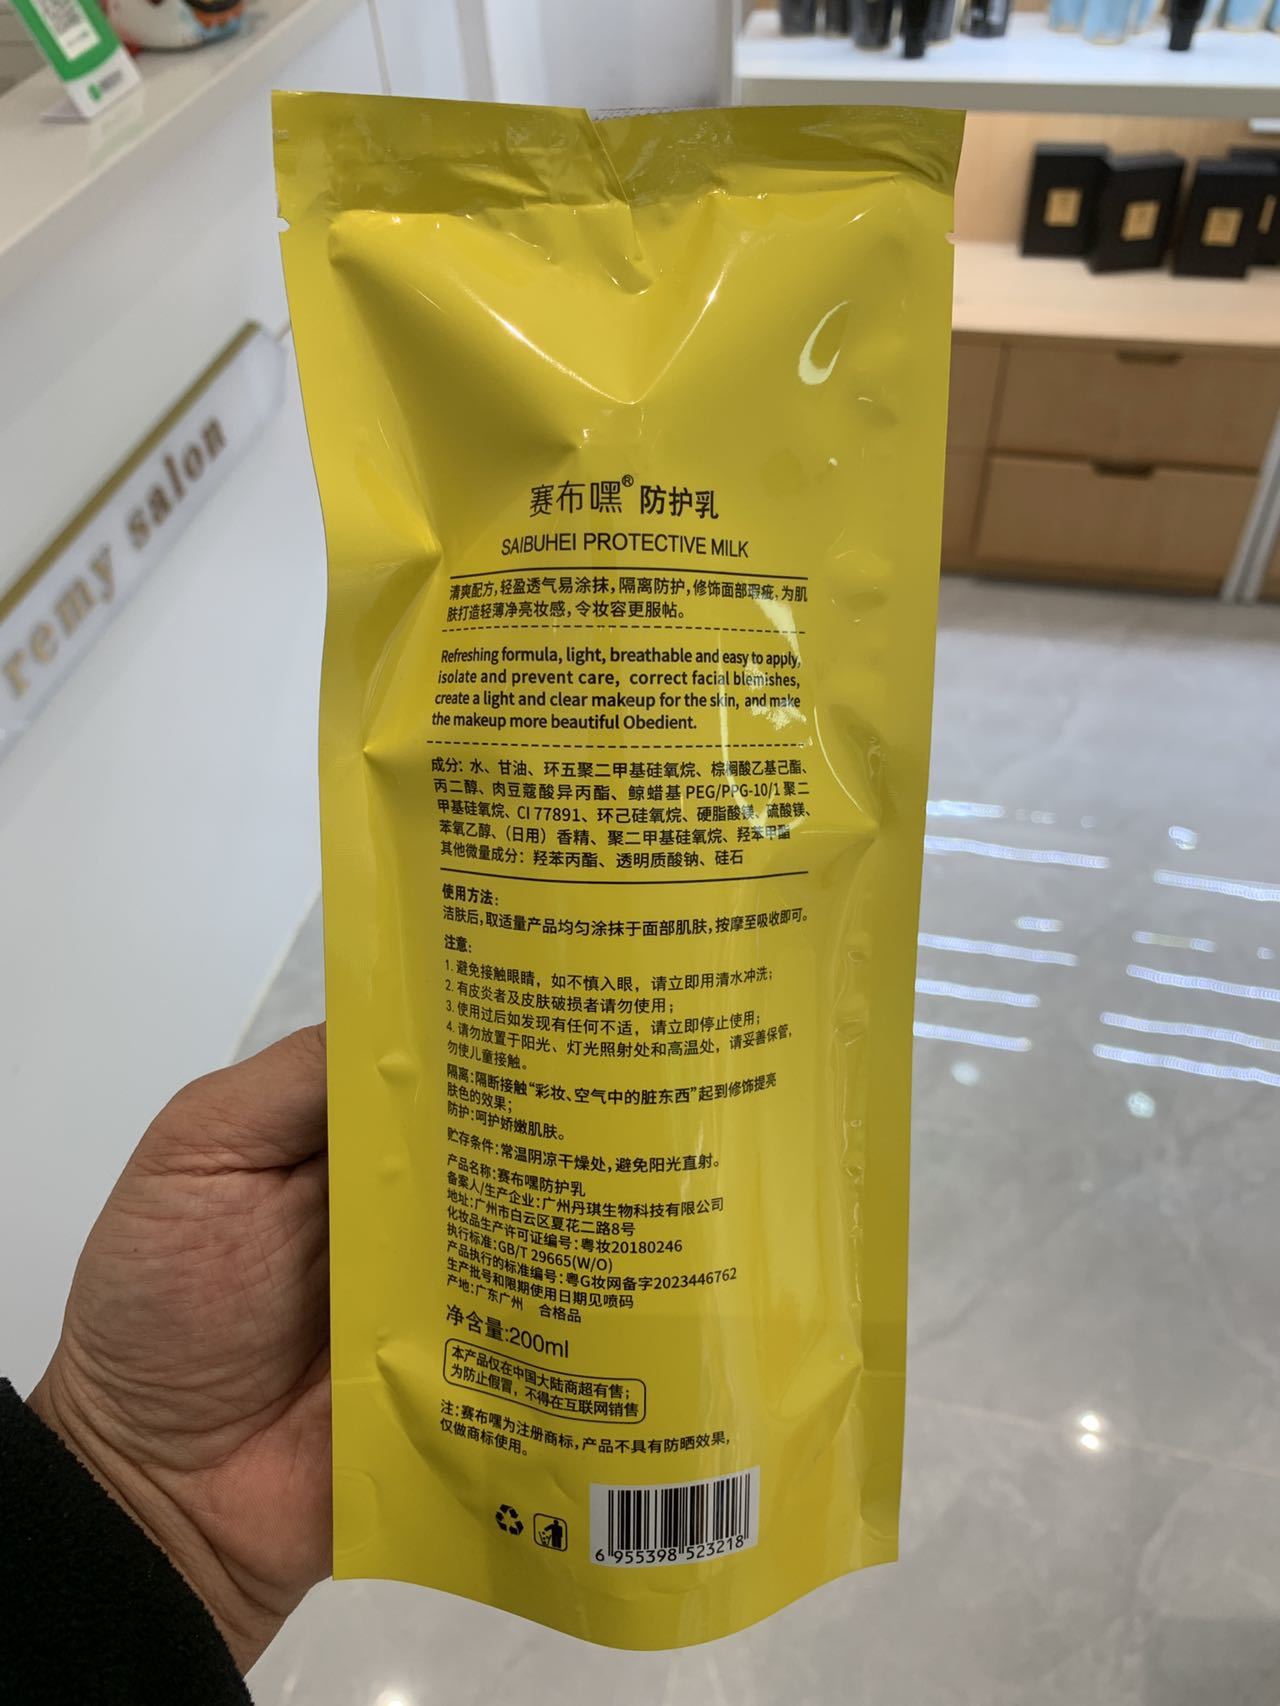 remy salon
赛布嘿® 防护乳
SAIBUHEI PROTECTIVE MILK
清爽配方,轻盈透气易涂抹,隔离防护,修饰面部瑕疵,为肌
肤打造轻薄净亮妆感,令妆容更服帖。
Refreshing formula, light, breathable and easy to apply,
isolate and prevent care, correct facial blemishes,
create a light and clear makeup for the skin, and make
the makeup more beautiful Obedient.
成分: 水、甘油、环五聚二甲基硅氧烷、棕榈酸乙基己酯、
丙二醇、肉豆蔻酸异丙酯、鲸蜡基 PEG/PPG-10/1 聚二
甲基硅氧烷、CI 77891、环己硅氧烷、硬脂酸镁、硫酸镁、
苯氧乙醇、(日用) 香精、聚二甲基硅氧烷、羟苯甲酯
其他微量成分: 羟苯丙酯、透明质酸钠、硅石
使用方法:
洁肤后,取适量产品均匀涂抹于面部肌肤,按摩至吸收即可。
注意:
1. 避免接触眼睛, 如不慎入眼, 请立即用清水冲洗;
2. 有皮炎者及皮肤破损者请勿使用;
3. 使用过后如发现有任何不适, 请立即停止使用;
4. 请勿放置于阳光、灯光照射处和高温处, 请妥善保管,
勿使儿童接触。
隔离:隔断接触“彩妆、空气中的脏东西”起到修饰提亮
肤色的效果;
防护:呵护娇嫩肌肤。
贮存条件:常温阴凉干燥处,避免阳光直射。
产品名称:赛布嘿防护乳
备案人/生产企业:广州丹琪生物科技有限公司
地址:广州市白云区夏花二路8号
化妆品生产许可证编号:粤妆20180246
执行标准:GB/T 29665(W/O)
产品执行的标准编号:粤G妆网备字2023446762
生产批号和限期使用日期见喷码
产地:广东广州 合格品
净含量:200ml
本产品仅在中国大陆商超有售;
为防止假冒, 不得在互联网销售
注:赛布嘿为注册商标,产品不具有防晒效果,
仅做商标使用。
6 955398 523218